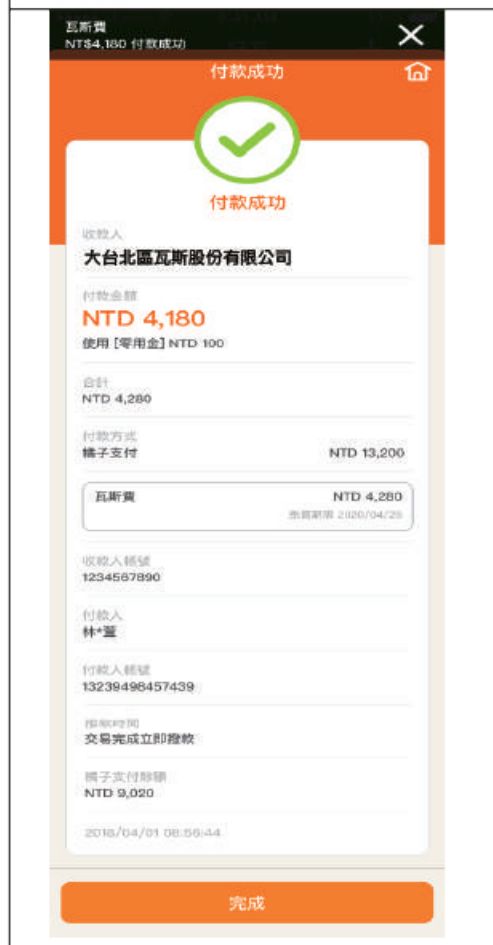 瓦斯費
NT$4,180 付款成功
付款成功
付款成功
收款人
大台北區瓦斯股份有限公司
付款金額
NTD 4,180
使用 [零用金] NTD 100
合計
NTD 4,280
付款方式
橘子支付 NTD 13,200
瓦斯費 NTD 4,280
繳費期限 2020/04/25
收款人帳號
1234567890
付款人
林*萱
付款人帳號
13239498457439
撥款時間
交易完成立即撥款
橘子支付餘額
NTD 9,020
2018/04/01 08:56:44
完成